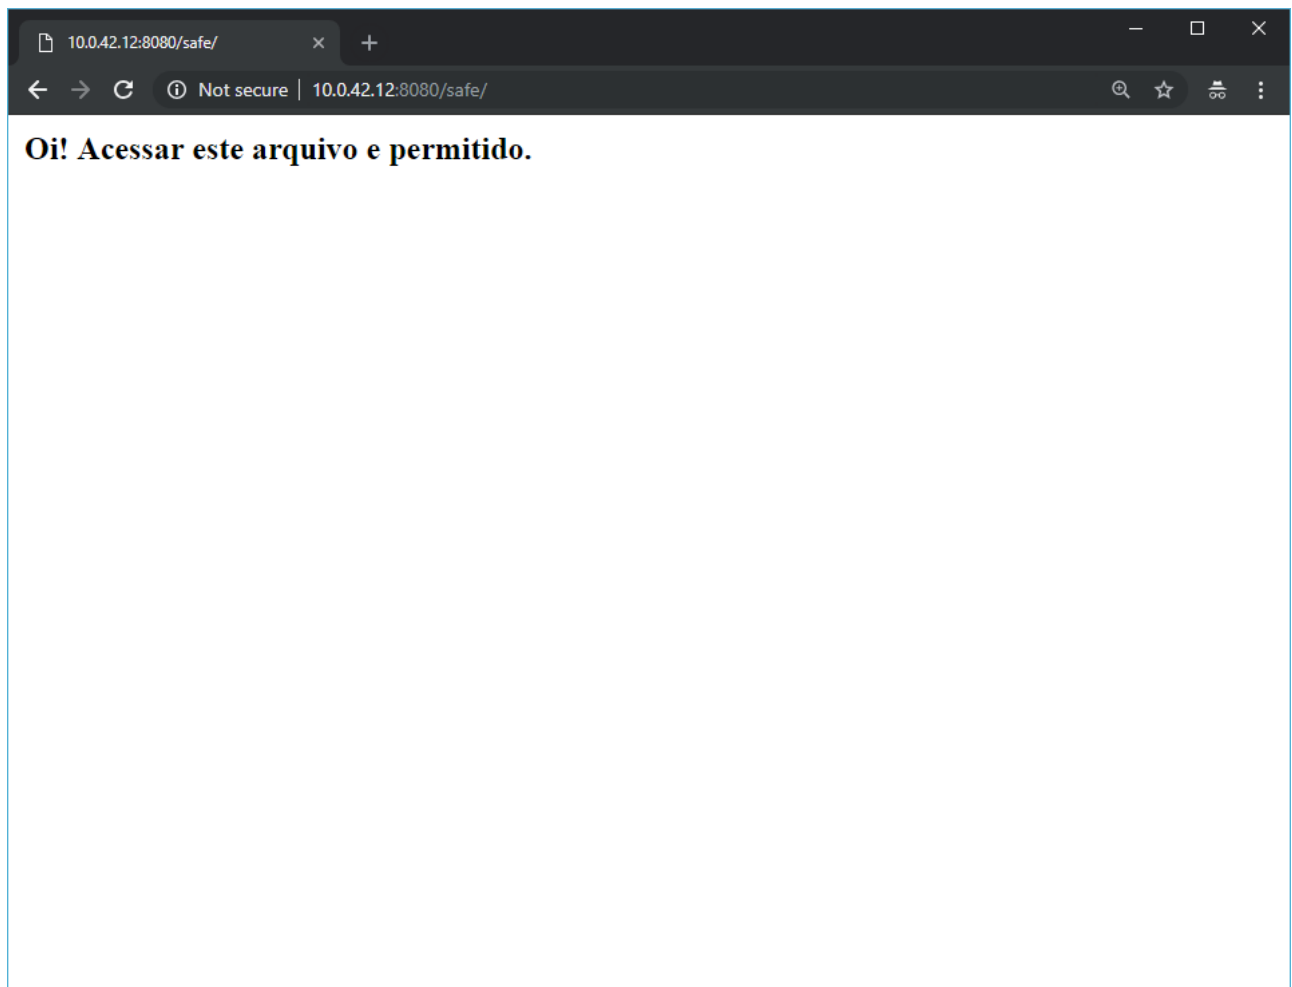 10.0.42.12:8080/safe/
Not secure | 10.0.42.12:8080/safe/
Oi! Acessar este arquivo e permitido.